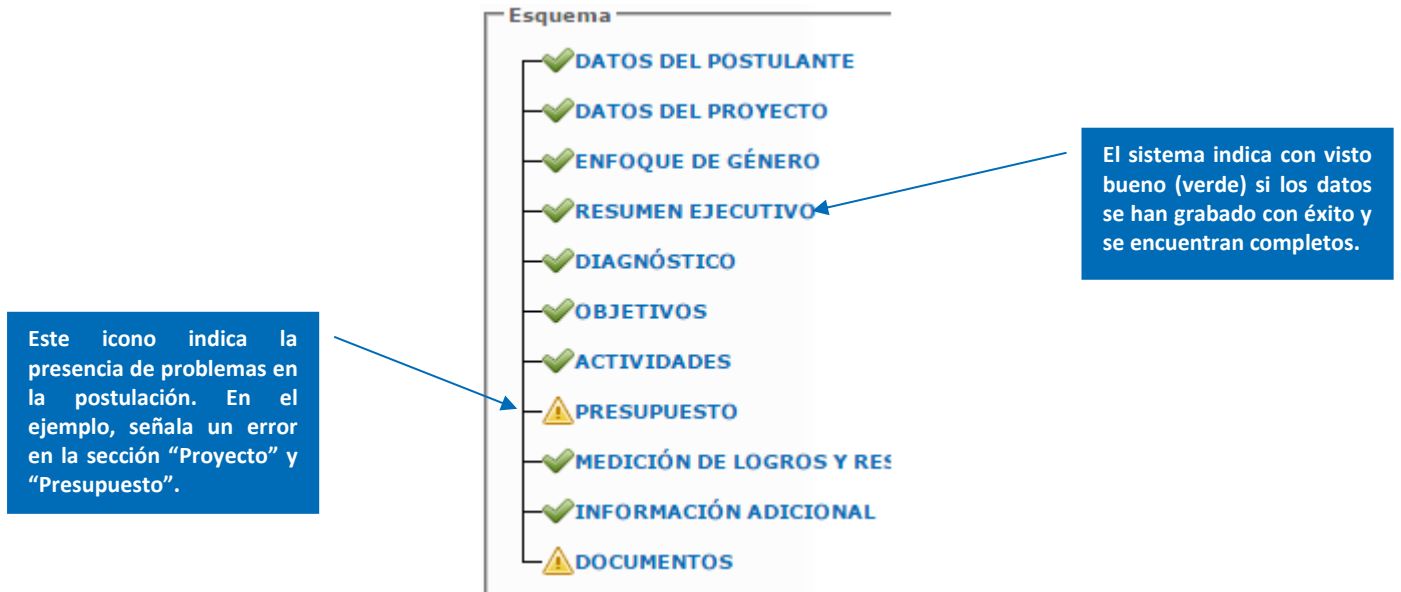 Esquema
DATOS DEL POSTULANTE
DATOS DEL PROYECTO
ENFOQUE DE GÉNERO
RESUMEN EJECUTIVO
DIAGNÓSTICO
OBJETIVOS
ACTIVIDADES
PRESUPUESTO
MEDICIÓN DE LOGROS Y RES
INFORMACIÓN ADICIONAL
DOCUMENTOS
El sistema indica con visto
bueno (verde) si los datos
se han grabado con éxito y
se encuentran completos.
Este icono indica la
presencia de problemas en
la postulación. En el
ejemplo, señala un error
en la sección “Proyecto” y
“Presupuesto”.